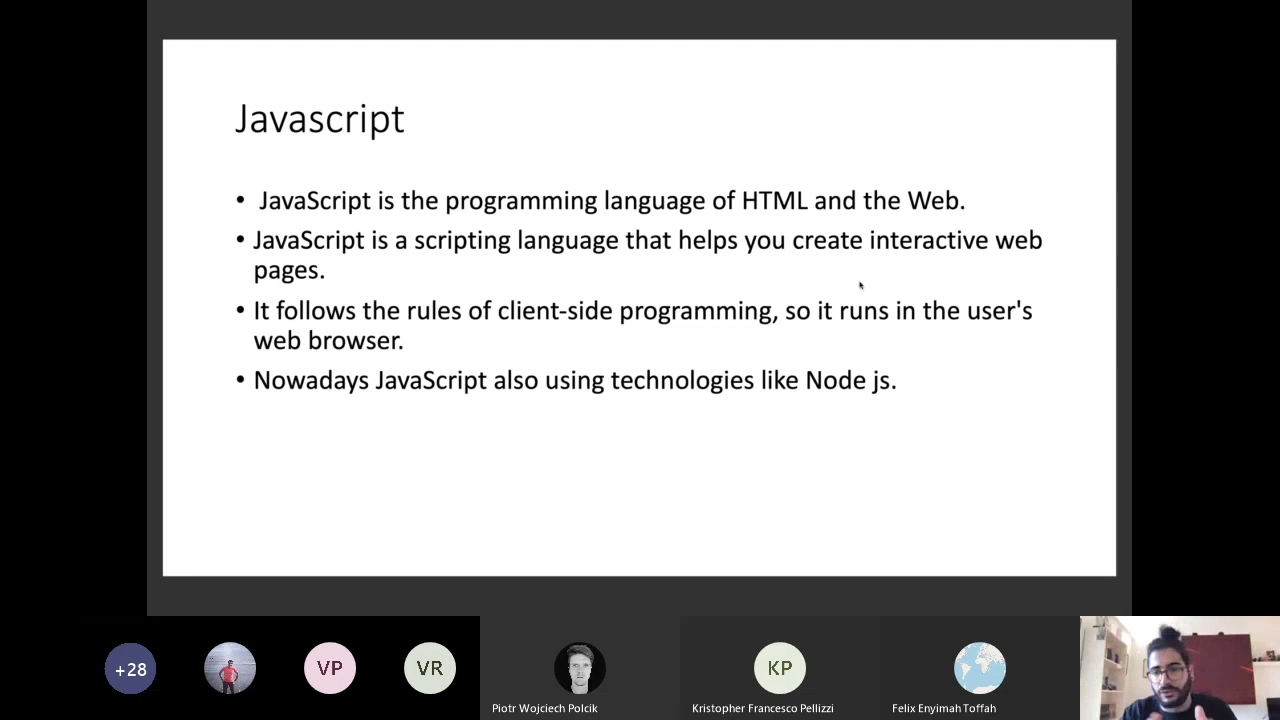 Javascript
• JavaScript is the programming language of HTML and the Web.
• JavaScript is a scripting language that helps you create interactive web
pages.
• It follows the rules of client-side programming, so it runs in the user's
web browser.
• Nowadays JavaScript also using technologies like Node js.
+28
VP
VR
KP
Piotr Wojciech Polcik
Kristopher Francesco Pellizzi
Felix Enyimah Toffah